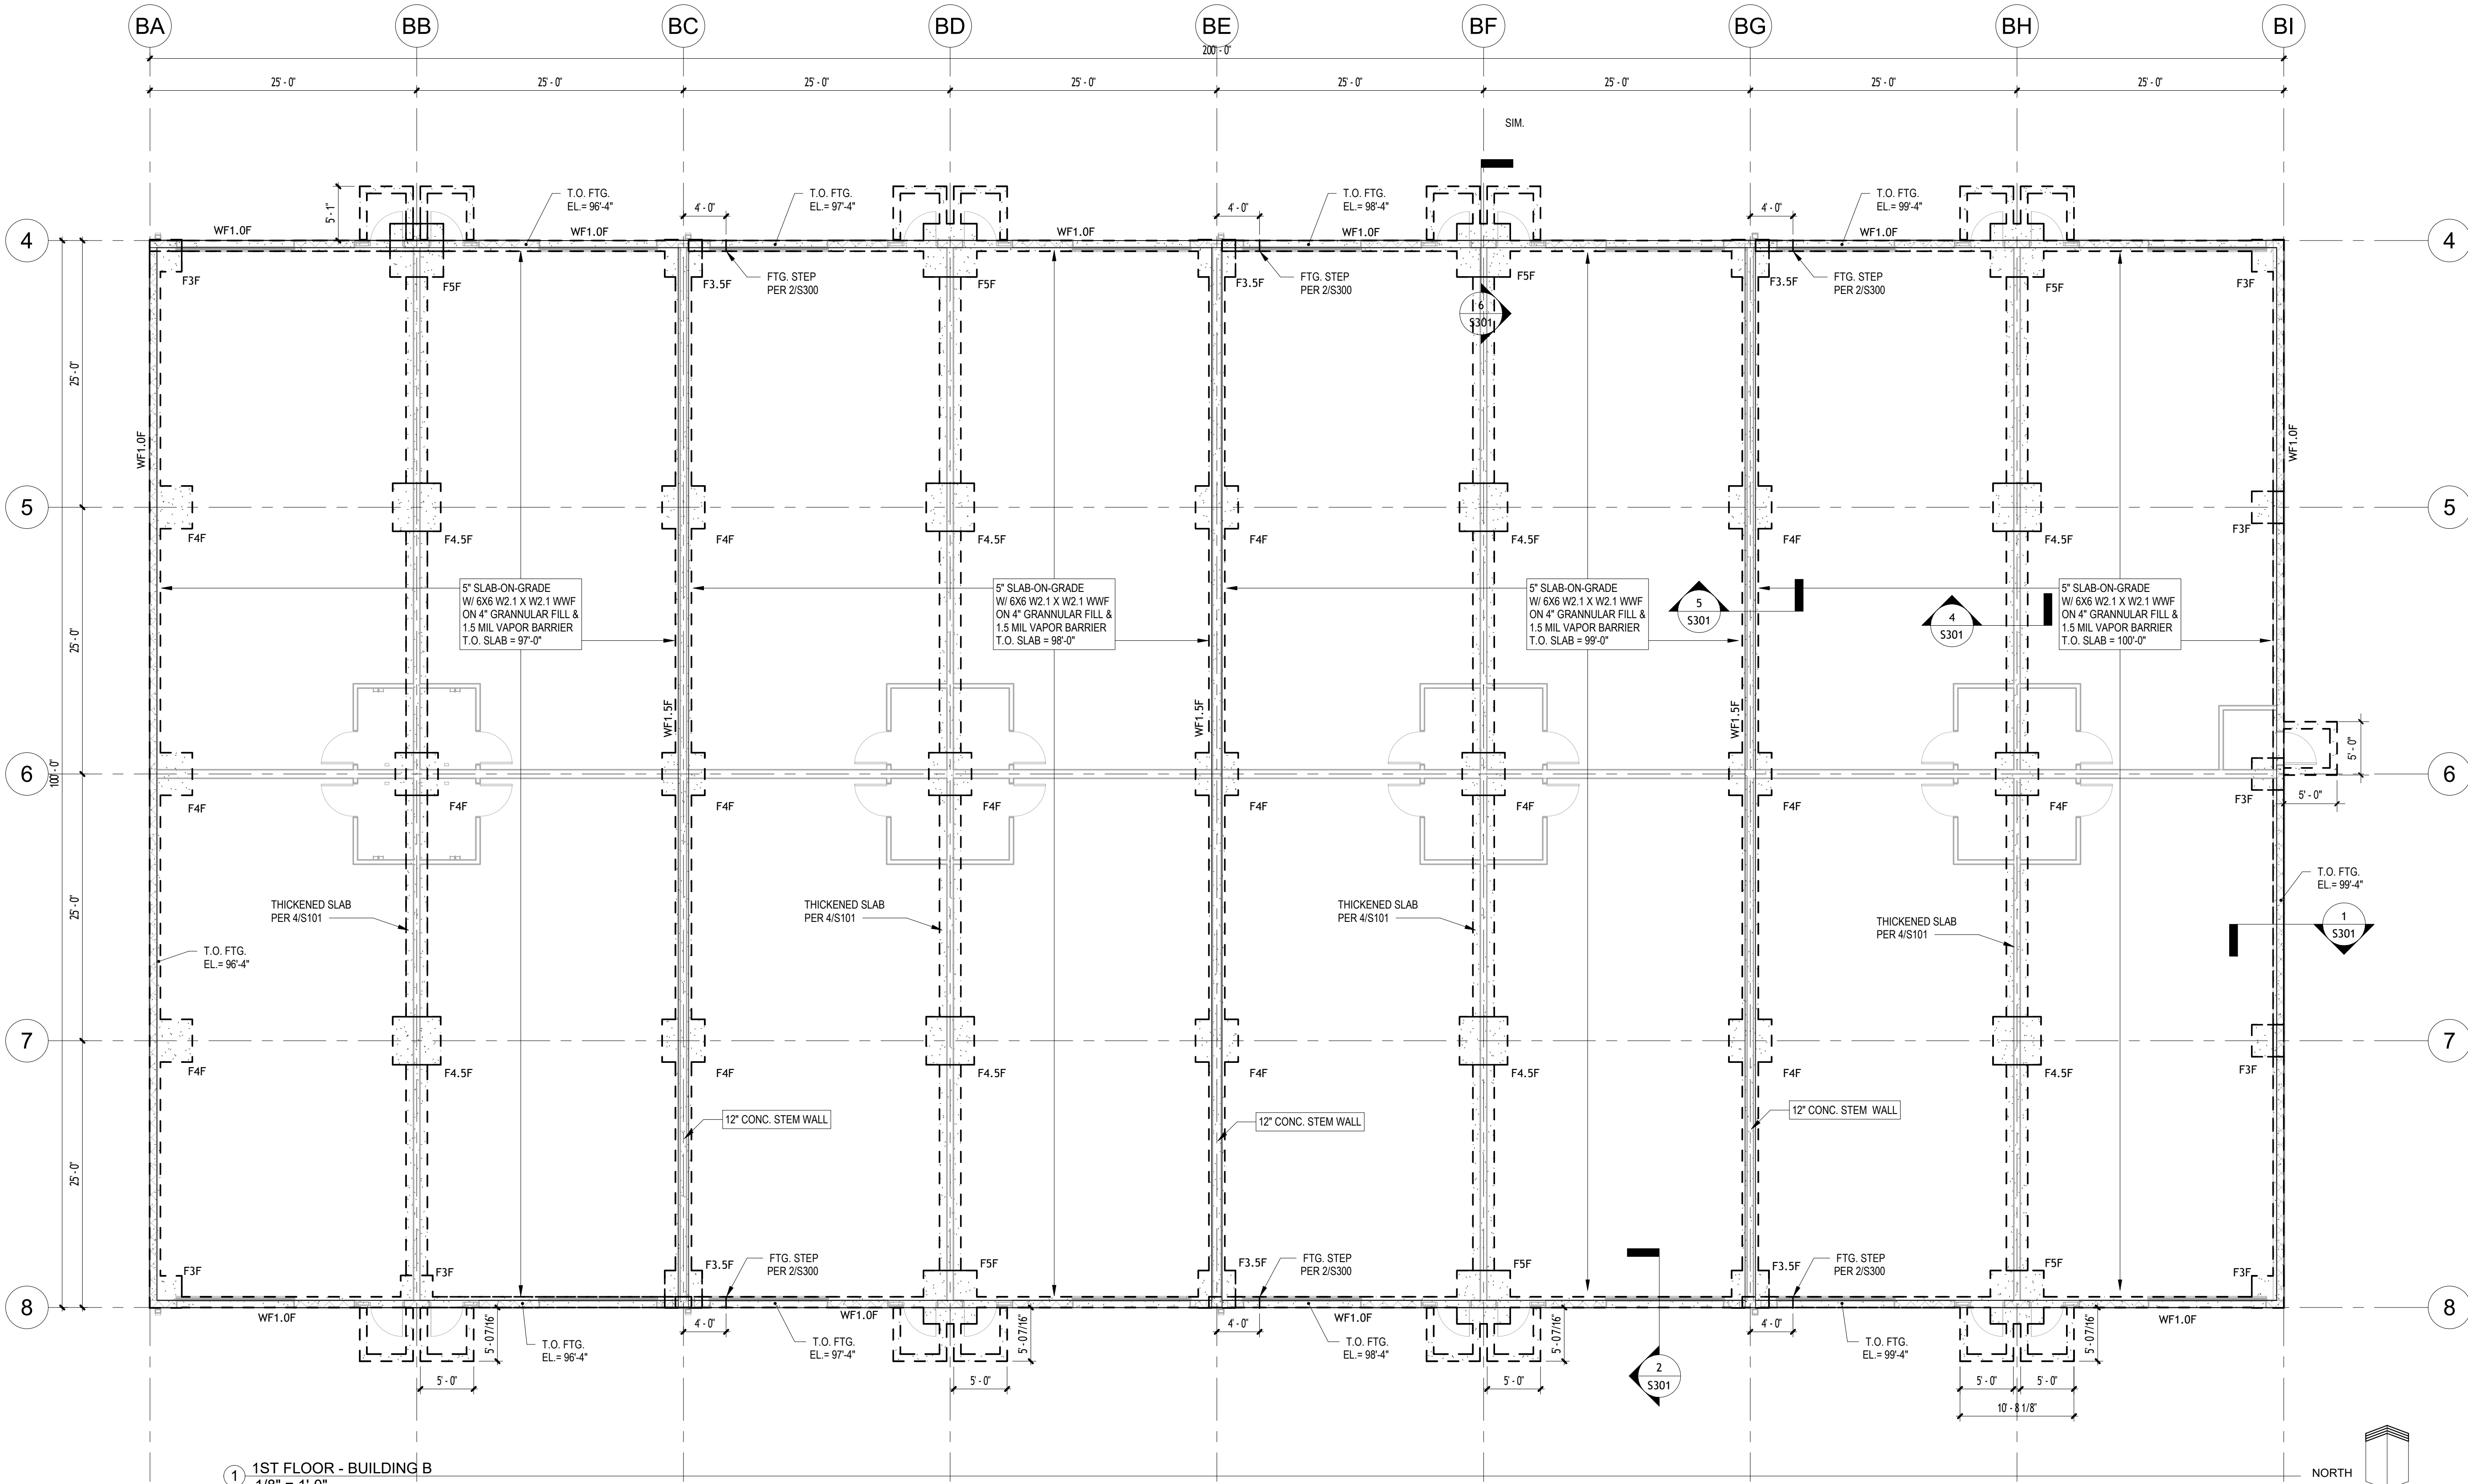 BA
BB
BC
BD
BE
BF
BG
BH
BI
200' - 0"
25' - 0"
25' - 0"
25' - 0"
25' - 0"
25' - 0"
25' - 0"
25' - 0"
25' - 0"
SIM.
5' - 1"
T.O. FTG.
EL.= 96'-4"
4' - 0"
T.O. FTG.
EL.= 97'-4"
4' - 0"
T.O. FTG.
EL.= 98'-4"
4' - 0"
T.O. FTG.
EL.= 99'-4"
4
WF1.0F
WF1.0F
WF1.0F
WF1.0F
WF1.0F
4
F3F
F5F
F3.5F
FTG. STEP
PER 2/S300
F5F
F3.5F
FTG. STEP
PER 2/S300
F5F
F3.5F
FTG. STEP
PER 2/S300
F5F
F3F
6
S301
25' - 0"
WF1.0F
WF1.0F
5
5
F4F
F4.5F
F4F
F4.5F
F4F
F4.5F
F4F
F4.5F
F3F
5" SLAB-ON-GRADE
W/ 6X6 W2.1 X W2.1 WWF
ON 4" GRANNULAR FILL &
1.5 MIL VAPOR BARRIER
T.O. SLAB = 97'-0"
5" SLAB-ON-GRADE
W/ 6X6 W2.1 X W2.1 WWF
ON 4" GRANNULAR FILL &
1.5 MIL VAPOR BARRIER
T.O. SLAB = 98'-0"
5" SLAB-ON-GRADE
W/ 6X6 W2.1 X W2.1 WWF
ON 4" GRANNULAR FILL &
1.5 MIL VAPOR BARRIER
T.O. SLAB = 99'-0"
5
S301
4
S301
5" SLAB-ON-GRADE
W/ 6X6 W2.1 X W2.1 WWF
ON 4" GRANNULAR FILL &
1.5 MIL VAPOR BARRIER
T.O. SLAB = 100'-0"
25' - 0"
WF1.5F
WF1.5F
WF1.5F
5' - 0"
6
100' - 0"
6
F4F
F4F
F4F
F4F
F4F
F4F
F4F
F4F
F3F
5' - 0"
25' - 0"
THICKENED SLAB
PER 4/S101
THICKENED SLAB
PER 4/S101
THICKENED SLAB
PER 4/S101
THICKENED SLAB
PER 4/S101
T.O. FTG.
EL.= 99'-4"
1
S301
T.O. FTG.
EL.= 96'-4"
7
7
F4F
F4.5F
F4F
F4.5F
F4F
F4.5F
F4F
F4.5F
F3F
25' - 0"
12" CONC. STEM WALL
12" CONC. STEM WALL
12" CONC. STEM WALL
F3F
F3F
F3.5F
FTG. STEP
PER 2/S300
F5F
F3.5F
FTG. STEP
PER 2/S300
F5F
F3.5F
FTG. STEP
PER 2/S300
F5F
F3F
8
8
WF1.0F
WF1.0F
WF1.0F
WF1.0F
5' - 0 7/16"
T.O. FTG.
EL.= 96'-4"
4' - 0"
T.O. FTG.
EL.= 97'-4"
5' - 0 7/16"
4' - 0"
T.O. FTG.
EL.= 98'-4"
5' - 0 7/16"
4' - 0"
T.O. FTG.
EL.= 99'-4"
5' - 0 7/16"
2
S301
5' - 0"
5' - 0"
5' - 0"
5' - 0"
5' - 0"
10' - 8 1/8"
1
1ST FLOOR - BUILDING B
1/8" = 1'-0"
NORTH